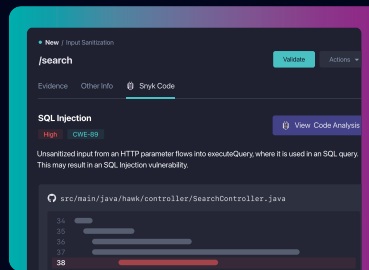 New / Input Sanitization
/search
Validate
Actions
Evidence
Other Info
Snyk Code
SQL Injection
High
CWE-89
View Code Analysis
Unsanitized input from an HTTP parameter flows into executeQuery, where it is used in an SQL query.
This may result in an SQL Injection vulnerability.
src/main/java/hawk/controller/SearchController.java
34
35
36
37
38